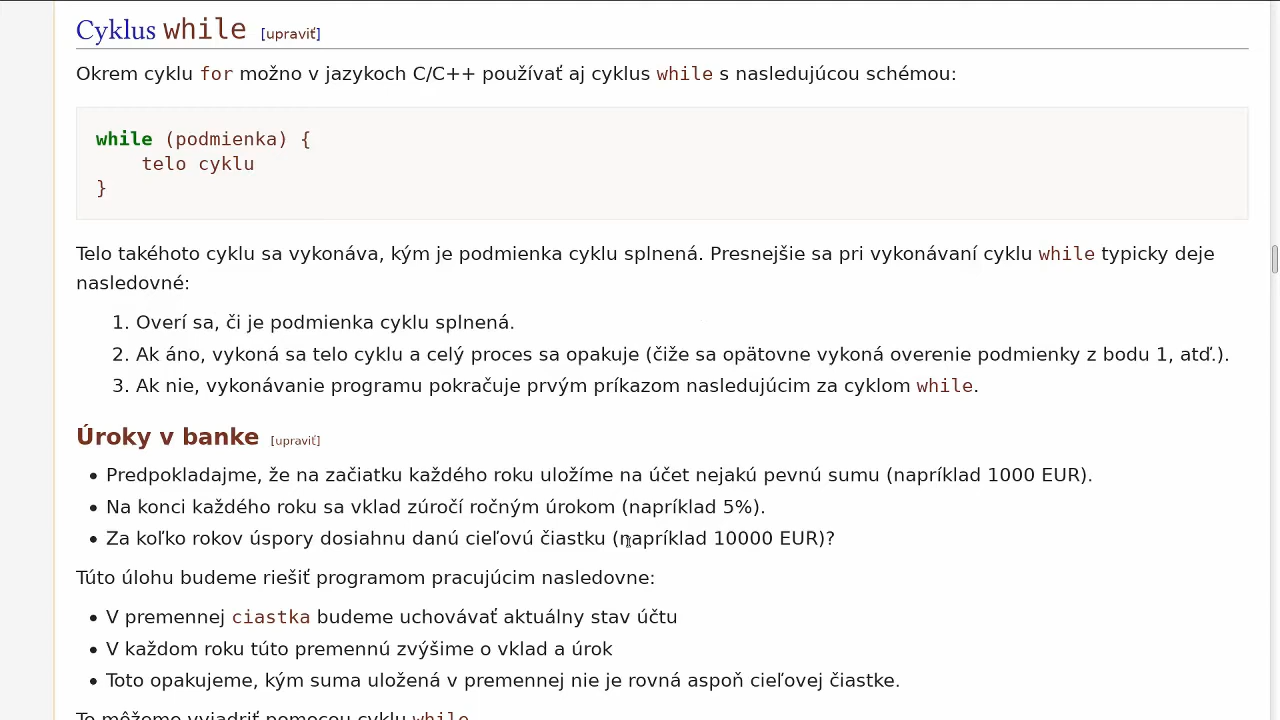 Cyklus while [upraviť]
Okrem cyklu for možno v jazykoch C/C++ používať aj cyklus while s nasledujúcou schémou:
while (podmienka) {
    telo cyklu
}
Telo takéhoto cyklu sa vykonáva, kým je podmienka cyklu splnená. Presnejšie sa pri vykonávaní cyklu while typicky deje
nasledovné:
1. Overí sa, či je podmienka cyklu splnená.
2. Ak áno, vykoná sa telo cyklu a celý proces sa opakuje (čiže sa opätovne vykoná overenie podmienky z bodu 1, atď.).
3. Ak nie, vykonávanie programu pokračuje prvým príkazom nasledujúcim za cyklom while.
Úroky v banke [upraviť]
• Predpokladajme, že na začiatku každého roku uložíme na účet nejakú pevnú sumu (napríklad 1000 EUR).
• Na konci každého roku sa vklad zúročí ročným úrokom (napríklad 5%).
• Za koľko rokov úspory dosiahnu danú cieľovú čiastku (napríklad 10000 EUR)?
Túto úlohu budeme riešiť programom pracujúcim nasledovne:
• V premennej ciastka budeme uchovávať aktuálny stav účtu
• V každom roku túto premennú zvýšime o vklad a úrok
• Toto opakujeme, kým suma uložená v premennej nie je rovná aspoň cieľovej čiastke.
To môžeme vyjadriť pomocou cyklu while